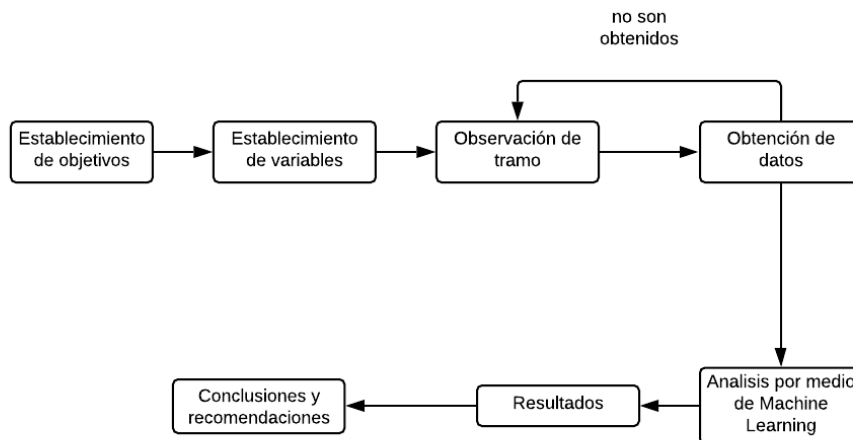 no son
obtenidos
Establecimiento
de objetivos
Establecimiento
de variables
Observación de
tramo
Obtención de
datos
Analisis por medio
de Machine
Learning
Resultados
Conclusiones y
recomendaciones